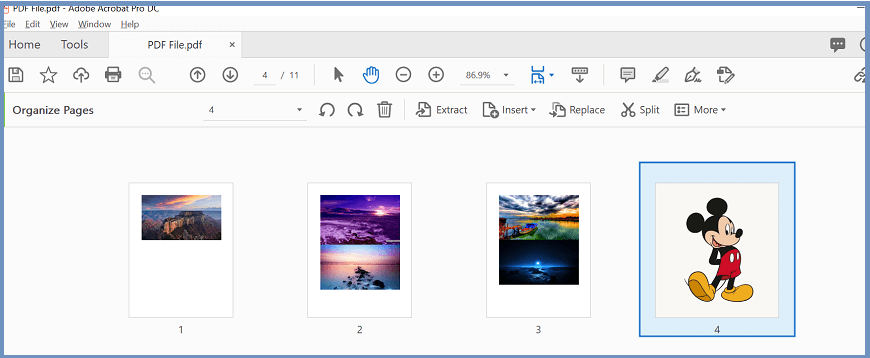 PDF File.pdf - Adobe Acrobat Pro DC
File Edit View Window Help
Home Tools PDF File.pdf ×
4 / 11 86.9%
Organize Pages 4 Extract Insert Replace Split More
1 2 3 4